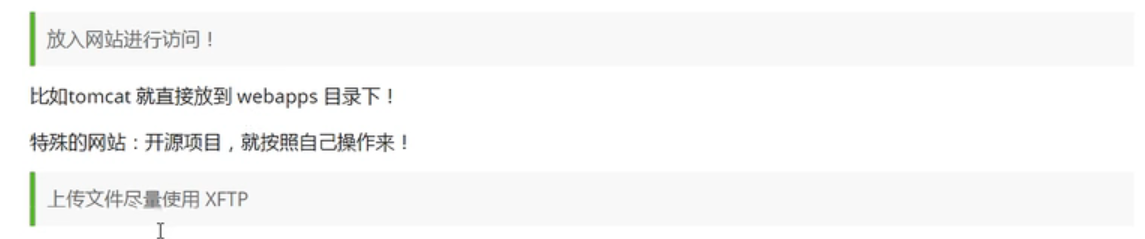 放入网站进行访问！
比如tomcat 就直接放到 webapps 目录下！
特殊的网站：开源项目，就按照自己操作来！
上传文件尽量使用 XFTP